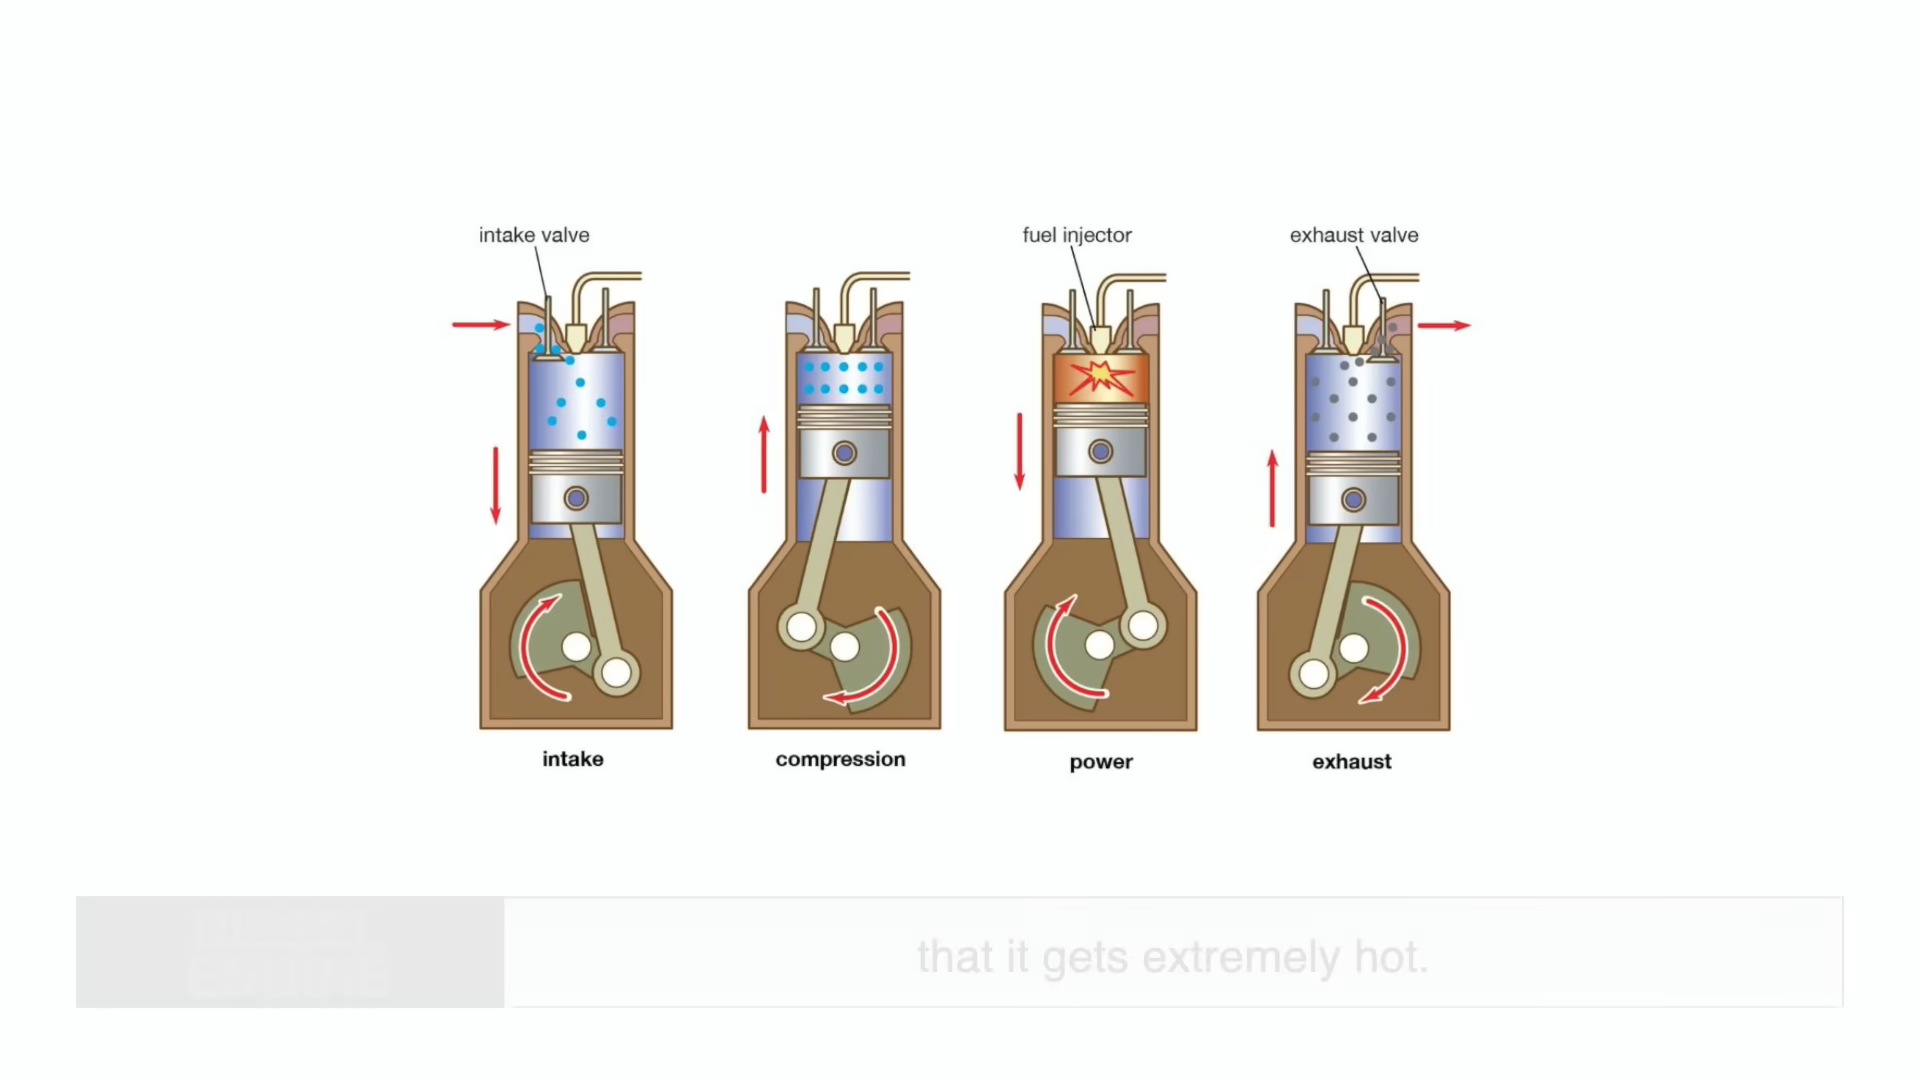 intake valve
fuel injector
exhaust valve
intake
compression
power
exhaust
that it gets extremely hot.